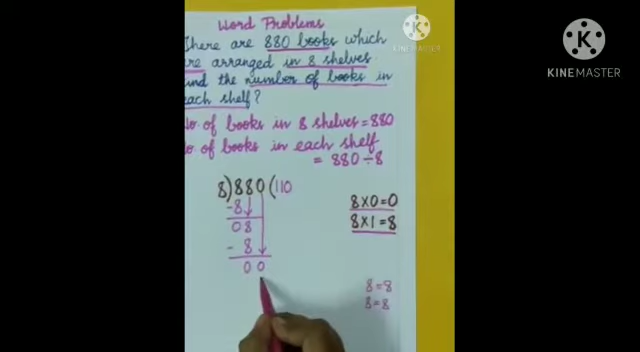 Word Problems
There are 880 books which
are arranged in 8 shelves.
Find the number of books in
each shelf?
No of books in 8 shelves = 880
No of books in each shelf
= 880 ÷ 8
8)880(110
-8
08
- 8
00
8×0=0
8×1=8
8=8
8=8
KINEMASTER
KINEMASTER